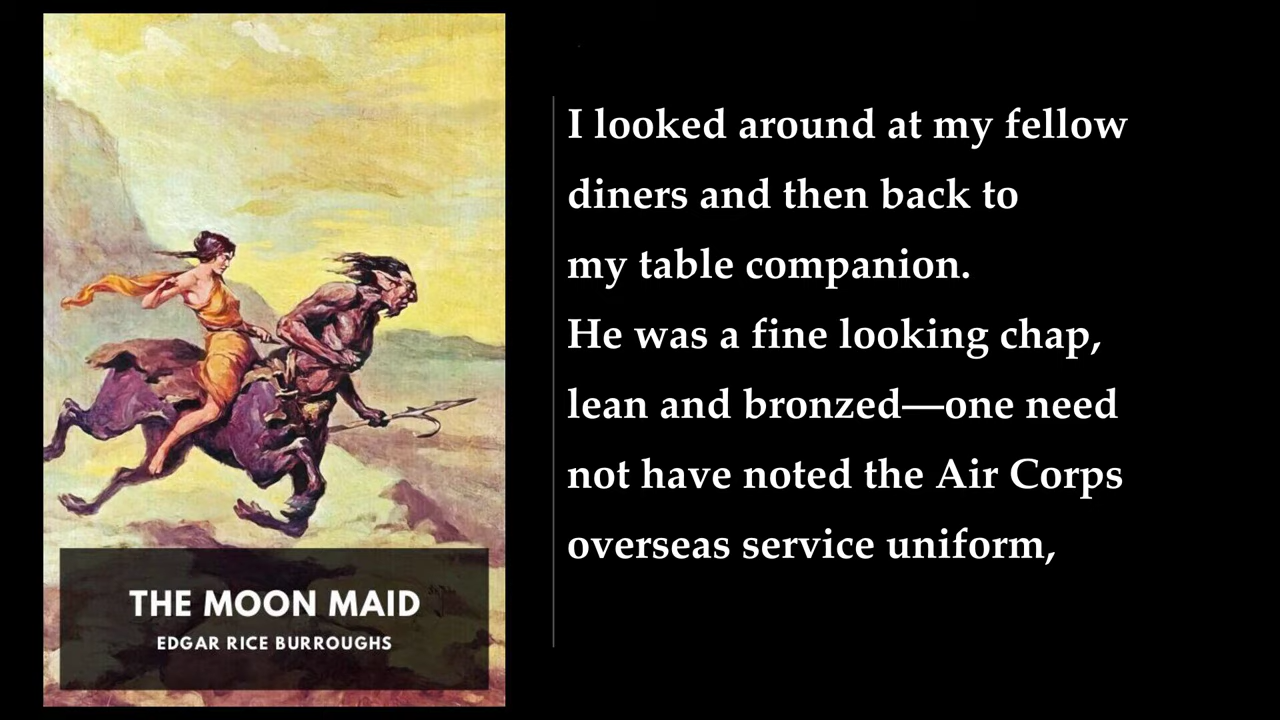 THE MOON MAID
EDGAR RICE BURROUGHS
I looked around at my fellow
diners and then back to
my table companion.
He was a fine looking chap,
lean and bronzed—one need
not have noted the Air Corps
overseas service uniform,